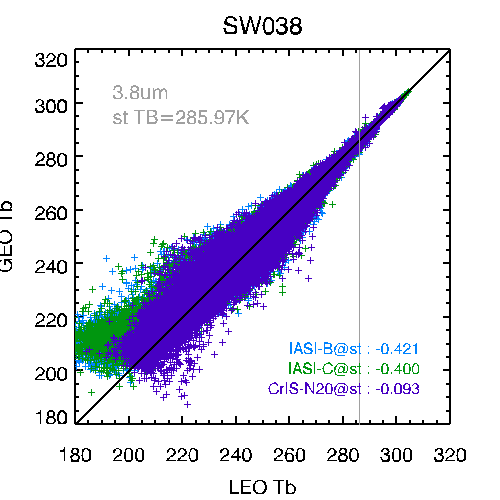 SW038
3.8um
st TB=285.97K
320
300
280
260
240
220
200
180
GEO Tb
IASI-B@st : -0.421
IASI-C@st : -0.400
CrIS-N20@st : -0.093
180 200 220 240 260 280 300 320
LEO Tb